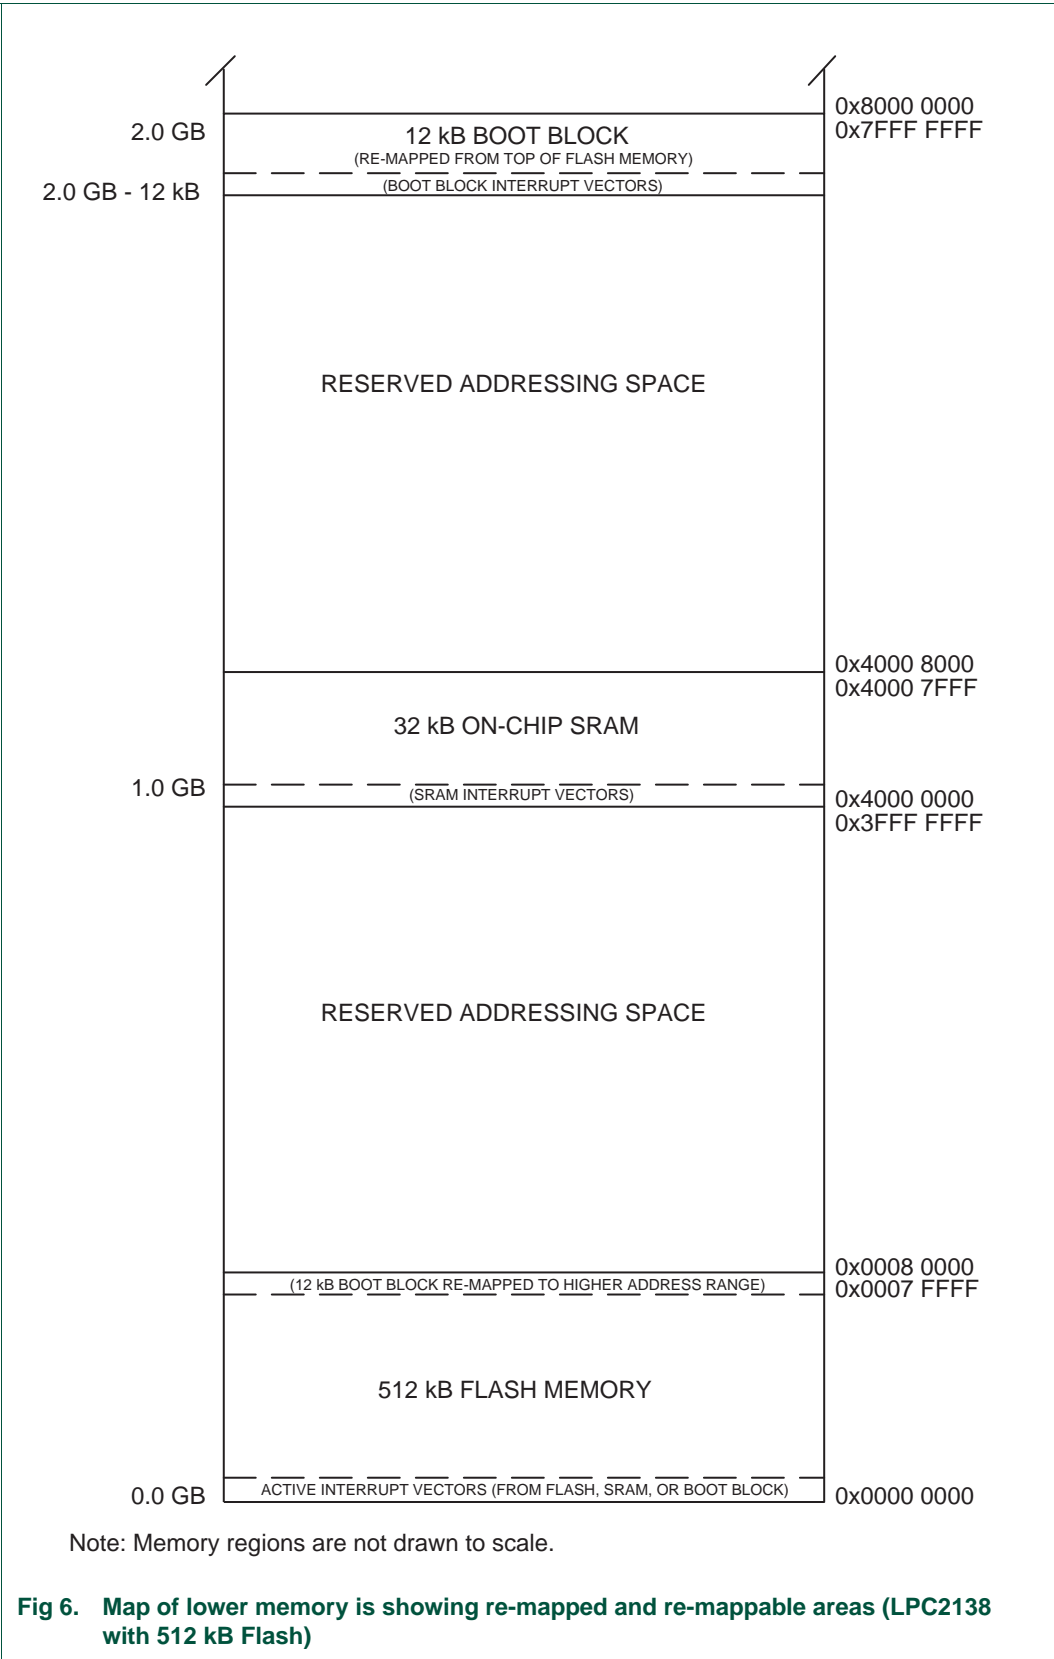 0x8000 0000
2.0 GB
12 kB BOOT BLOCK
0x7FFF FFFF
(RE-MAPPED FROM TOP OF FLASH MEMORY)
2.0 GB - 12 kB
(BOOT BLOCK INTERRUPT VECTORS)
RESERVED ADDRESSING SPACE
0x4000 8000
0x4000 7FFF
32 kB ON-CHIP SRAM
1.0 GB
(SRAM INTERRUPT VECTORS)
0x4000 0000
0x3FFF FFFF
RESERVED ADDRESSING SPACE
0x0008 0000
(12 kB BOOT BLOCK RE-MAPPED TO HIGHER ADDRESS RANGE)
0x0007 FFFF
512 kB FLASH MEMORY
0.0 GB
ACTIVE INTERRUPT VECTORS (FROM FLASH, SRAM, OR BOOT BLOCK)
0x0000 0000
Note: Memory regions are not drawn to scale.
Fig 6. Map of lower memory is showing re-mapped and re-mappable areas (LPC2138
with 512 kB Flash)